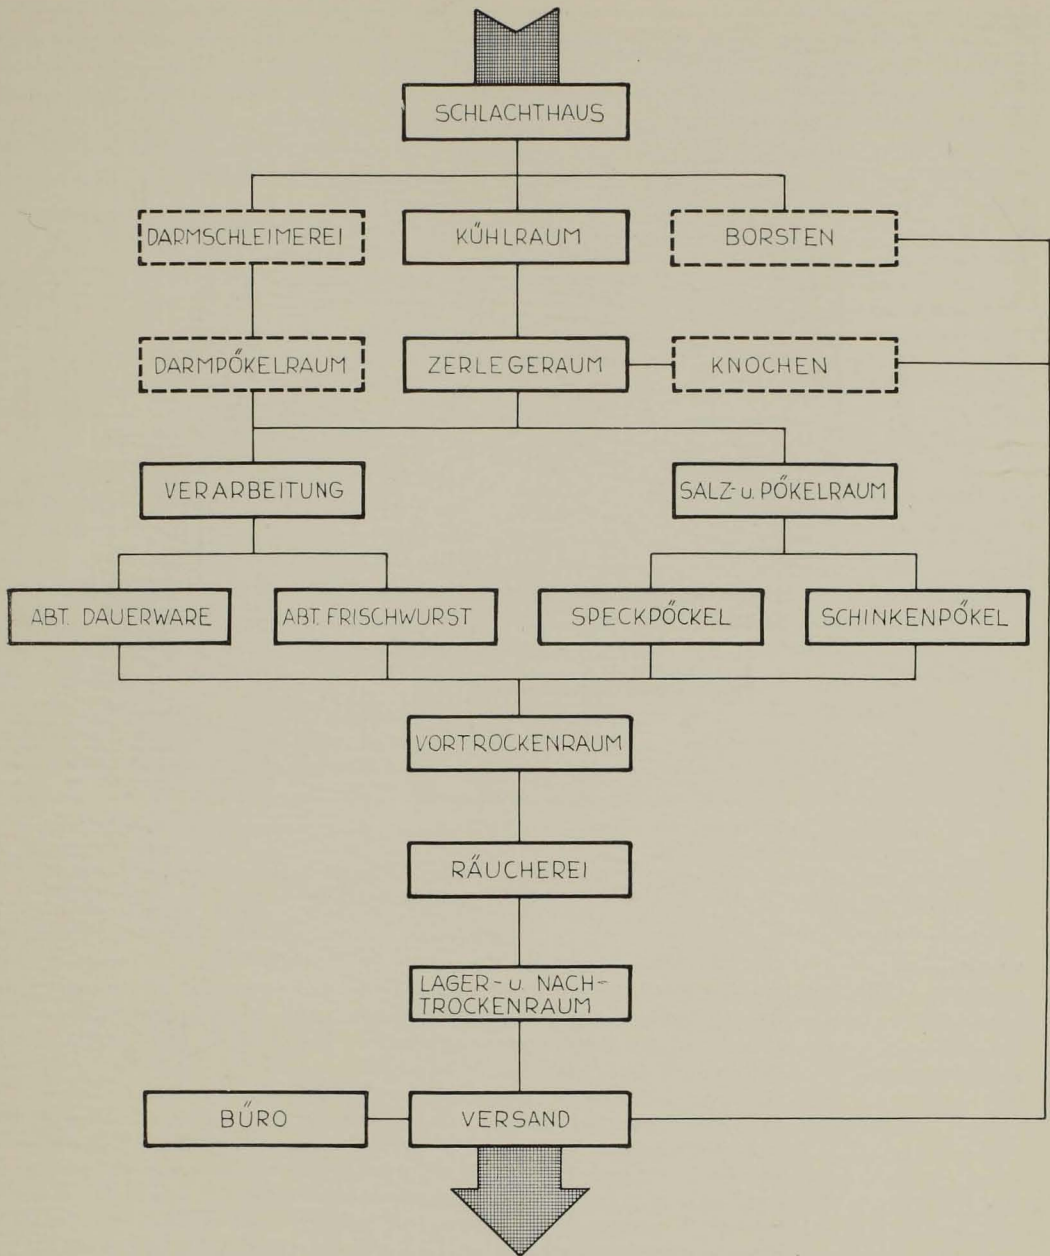 SCHLACHTHAUS
DARMSCHLEIMEREI
KÜHLRAUM
BORSTEN
DARMPÖKELRAUM
ZERLEGERAUM
KNOCHEN
VERARBEITUNG
SALZ- u. PÖKELRAUM
ABT. DAUERWARE
ABT. FRISCHWURST
SPECKPÖCKEL
SCHINKENPÖKEL
VORTROCKENRAUM
RÄUCHEREI
LAGER- u. NACH-
TROCKENRAUM
BÜRO
VERSAND